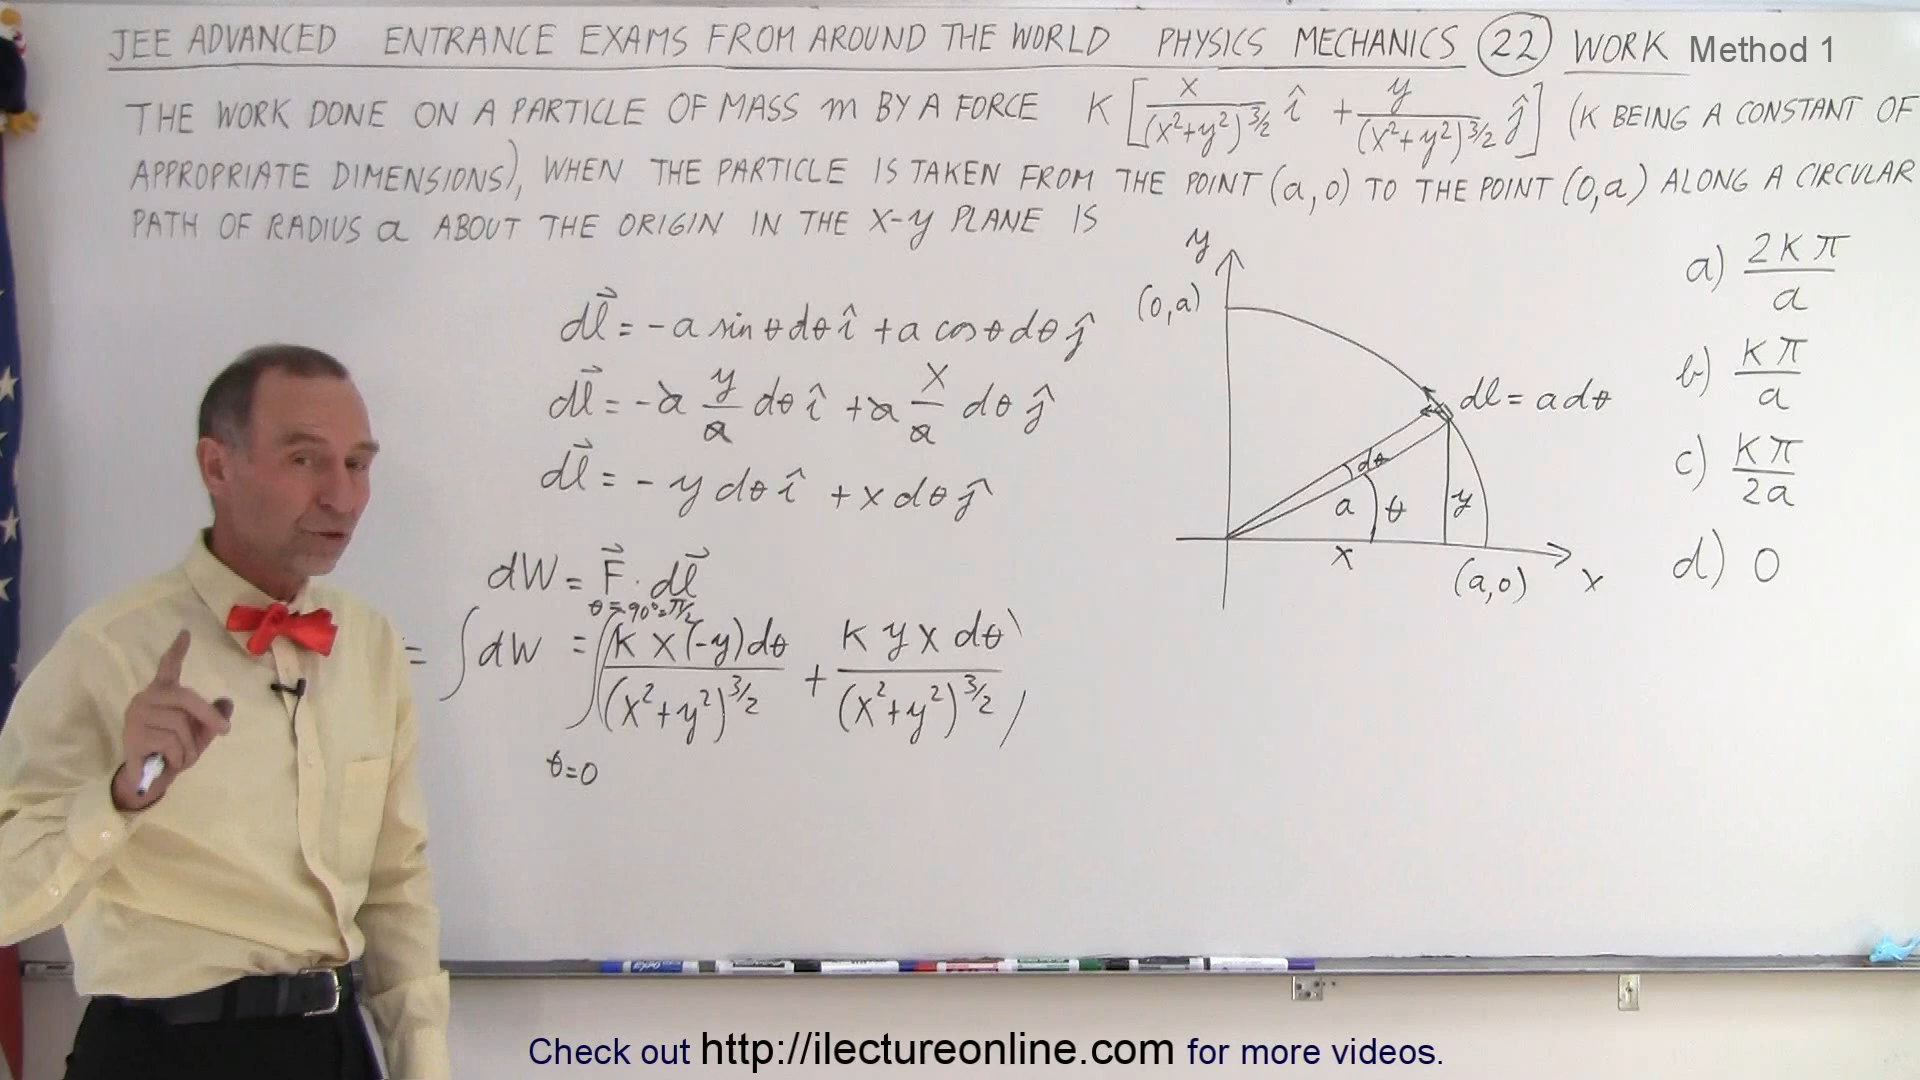 JEE ADVANCED ENTRANCE EXAMS FROM AROUND THE WORLD PHYSICS MECHANICS (22) WORK Method 1
THE WORK DONE ON A PARTICLE OF MASS m BY A FORCE K [x/(x²+y²)^3/2 î + y/(x²+y²)^3/2 ĵ] (K BEING A CONSTANT OF
APPROPRIATE DIMENSIONS), WHEN THE PARTICLE IS TAKEN FROM THE POINT (a,0) TO THE POINT (0,a) ALONG A CIRCULAR
PATH OF RADIUS a ABOUT THE ORIGIN IN THE X-y PLANE IS
dl⃗ = -a sin θ dθ î + a cos θ dθ ĵ
dl⃗ = -a y/a dθ î + a x/a dθ ĵ
dl⃗ = -y dθ î + x dθ ĵ
dW = F⃗ · dl⃗
θ=90°=π/2
= ∫dW = ∫(K x(-y)dθ/(x²+y²)^3/2 + K y x dθ/(x²+y²)^3/2)
θ=0
y
(0,a)
dl = a dθ
dθ
a
θ
y
x
(a,0)
x
a) 2Kπ/a
b) Kπ/a
c) Kπ/2a
d) 0
Check out http://ilectureonline.com for more videos.